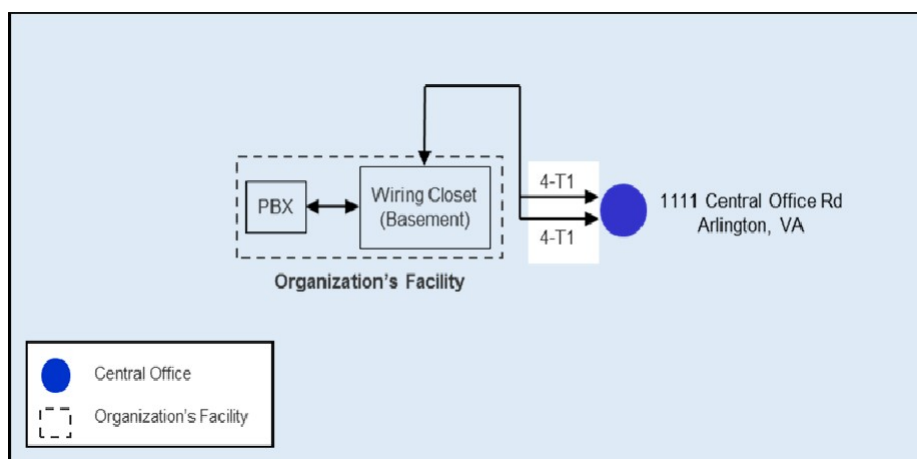 4-T1
PBX
Wiring Closet
(Basement)
1111 Central Office Rd
Arlington, VA
4-T1
Organization's Facility
Central Office
Organization's Facility